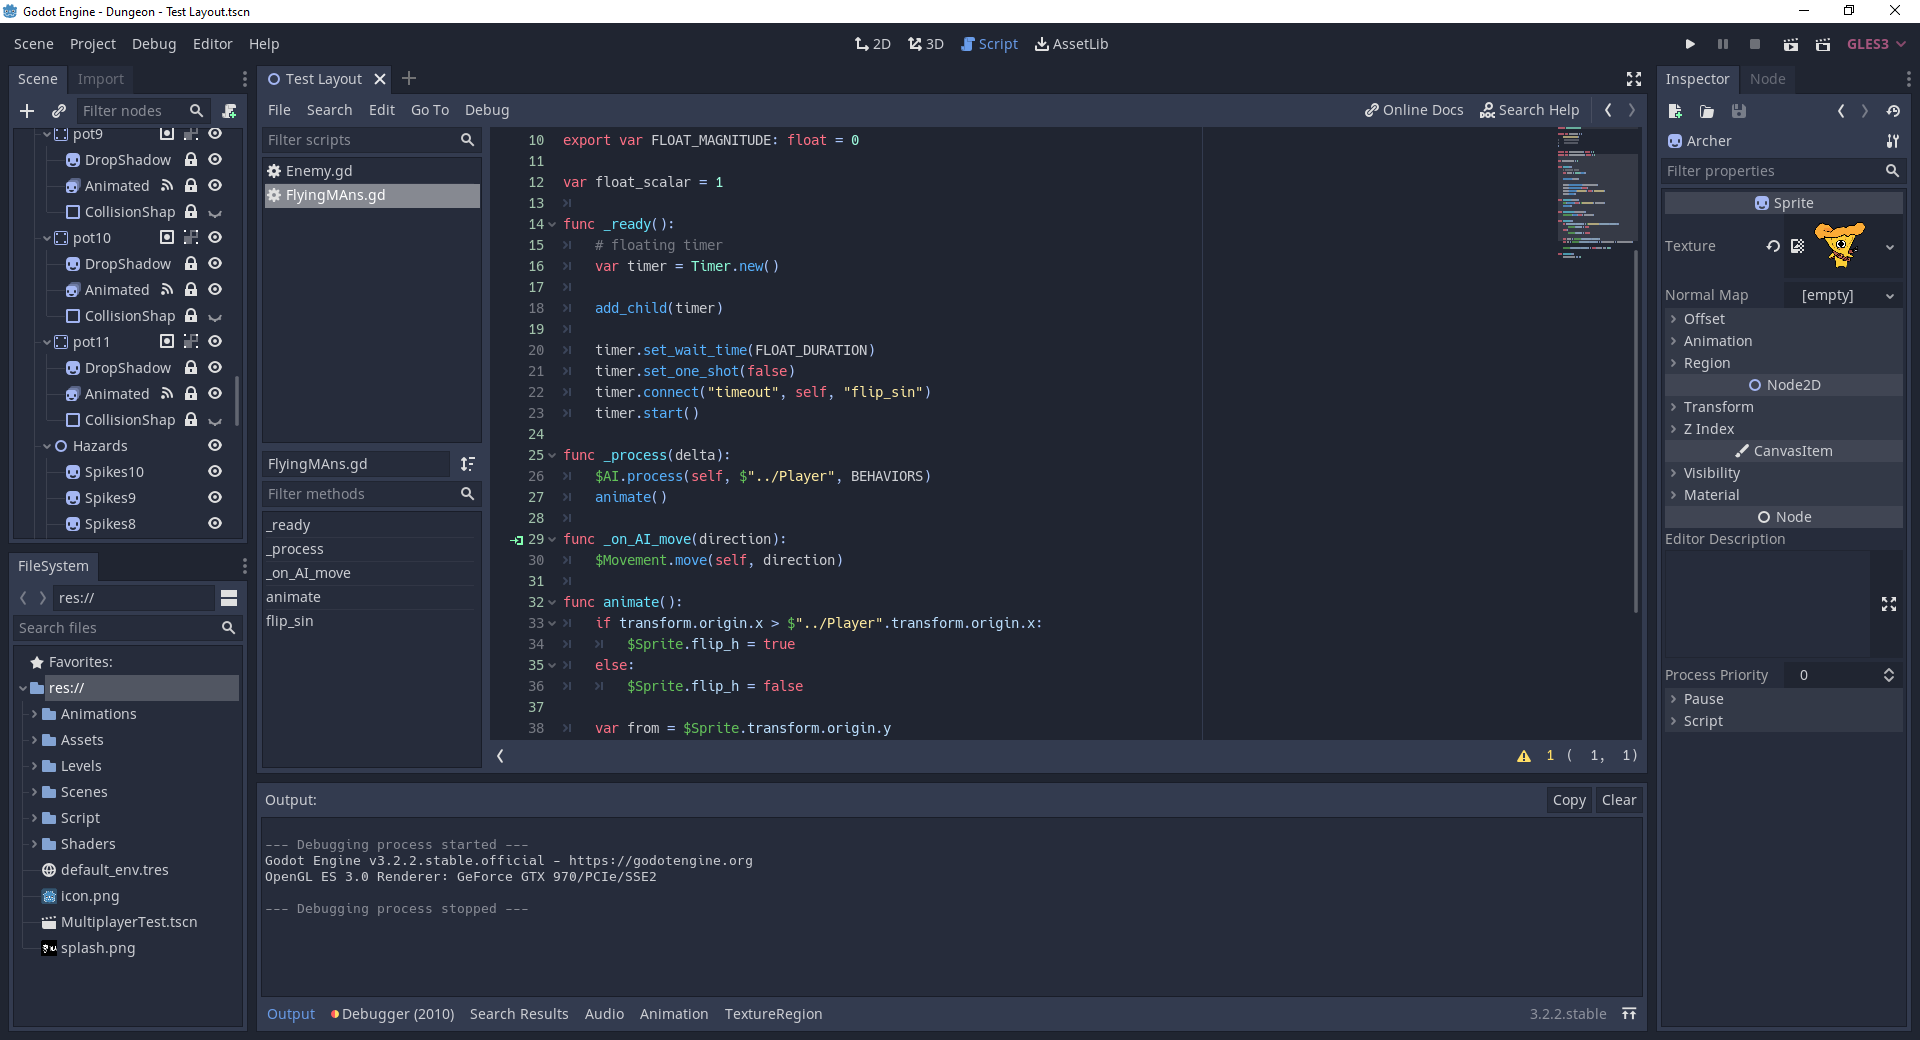 Godot Engine - Dungeon - Test Layout.tscn
Scene Project Debug Editor Help
2D 3D Script AssetLib
GLES3
Scene Import
Filter nodes
pot9
DropShadow
Animated
CollisionShap
pot10
DropShadow
Animated
CollisionShap
pot11
DropShadow
Animated
CollisionShap
Hazards
Spikes10
Spikes9
Spikes8
FileSystem
res://
Search files
Favorites:
res://
Animations
Assets
Levels
Scenes
Script
Shaders
default_env.tres
icon.png
MultiplayerTest.tscn
splash.png
Test Layout
File Search Edit Go To Debug
Online Docs Search Help
Filter scripts
Enemy.gd
FlyingMAns.gd
FlyingMAns.gd
Filter methods
_ready
_process
_on_AI_move
animate
flip_sin
10 export var FLOAT_MAGNITUDE: float = 0
11
12 var float_scalar = 1
13
14 func _ready():
15 # floating timer
16 var timer = Timer.new()
17
18 add_child(timer)
19
20 timer.set_wait_time(FLOAT_DURATION)
21 timer.set_one_shot(false)
22 timer.connect("timeout", self, "flip_sin")
23 timer.start()
24
25 func _process(delta):
26 $AI.process(self, $"../Player", BEHAVIORS)
27 animate()
28
29 func _on_AI_move(direction):
30 $Movement.move(self, direction)
31
32 func animate():
33 if transform.origin.x > $"../Player".transform.origin.x:
34 $Sprite.flip_h = true
35 else:
36 $Sprite.flip_h = false
37
38 var from = $Sprite.transform.origin.y
1 ( 1, 1)
Output:
Copy Clear
--- Debugging process started ---
Godot Engine v3.2.2.stable.official - https://godotengine.org
OpenGL ES 3.0 Renderer: GeForce GTX 970/PCIe/SSE2
--- Debugging process stopped ---
Output Debugger (2010) Search Results Audio Animation TextureRegion
3.2.2.stable
Inspector Node
Archer
Filter properties
Sprite
Texture
Normal Map [empty]
Offset
Animation
Region
Node2D
Transform
Z Index
CanvasItem
Visibility
Material
Node
Editor Description
Process Priority 0
Pause
Script